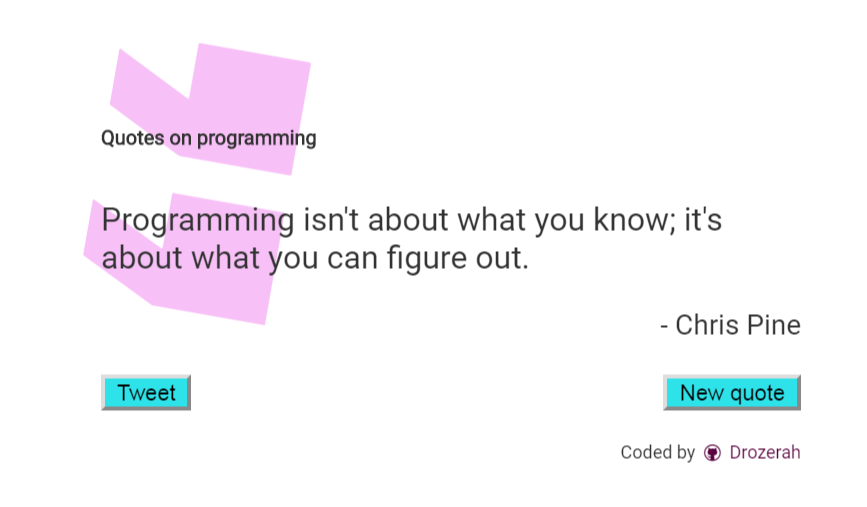 Quotes on programming
Programming isn't about what you know; it's
about what you can figure out.
- Chris Pine
Tweet
New quote
Coded by Drozerah